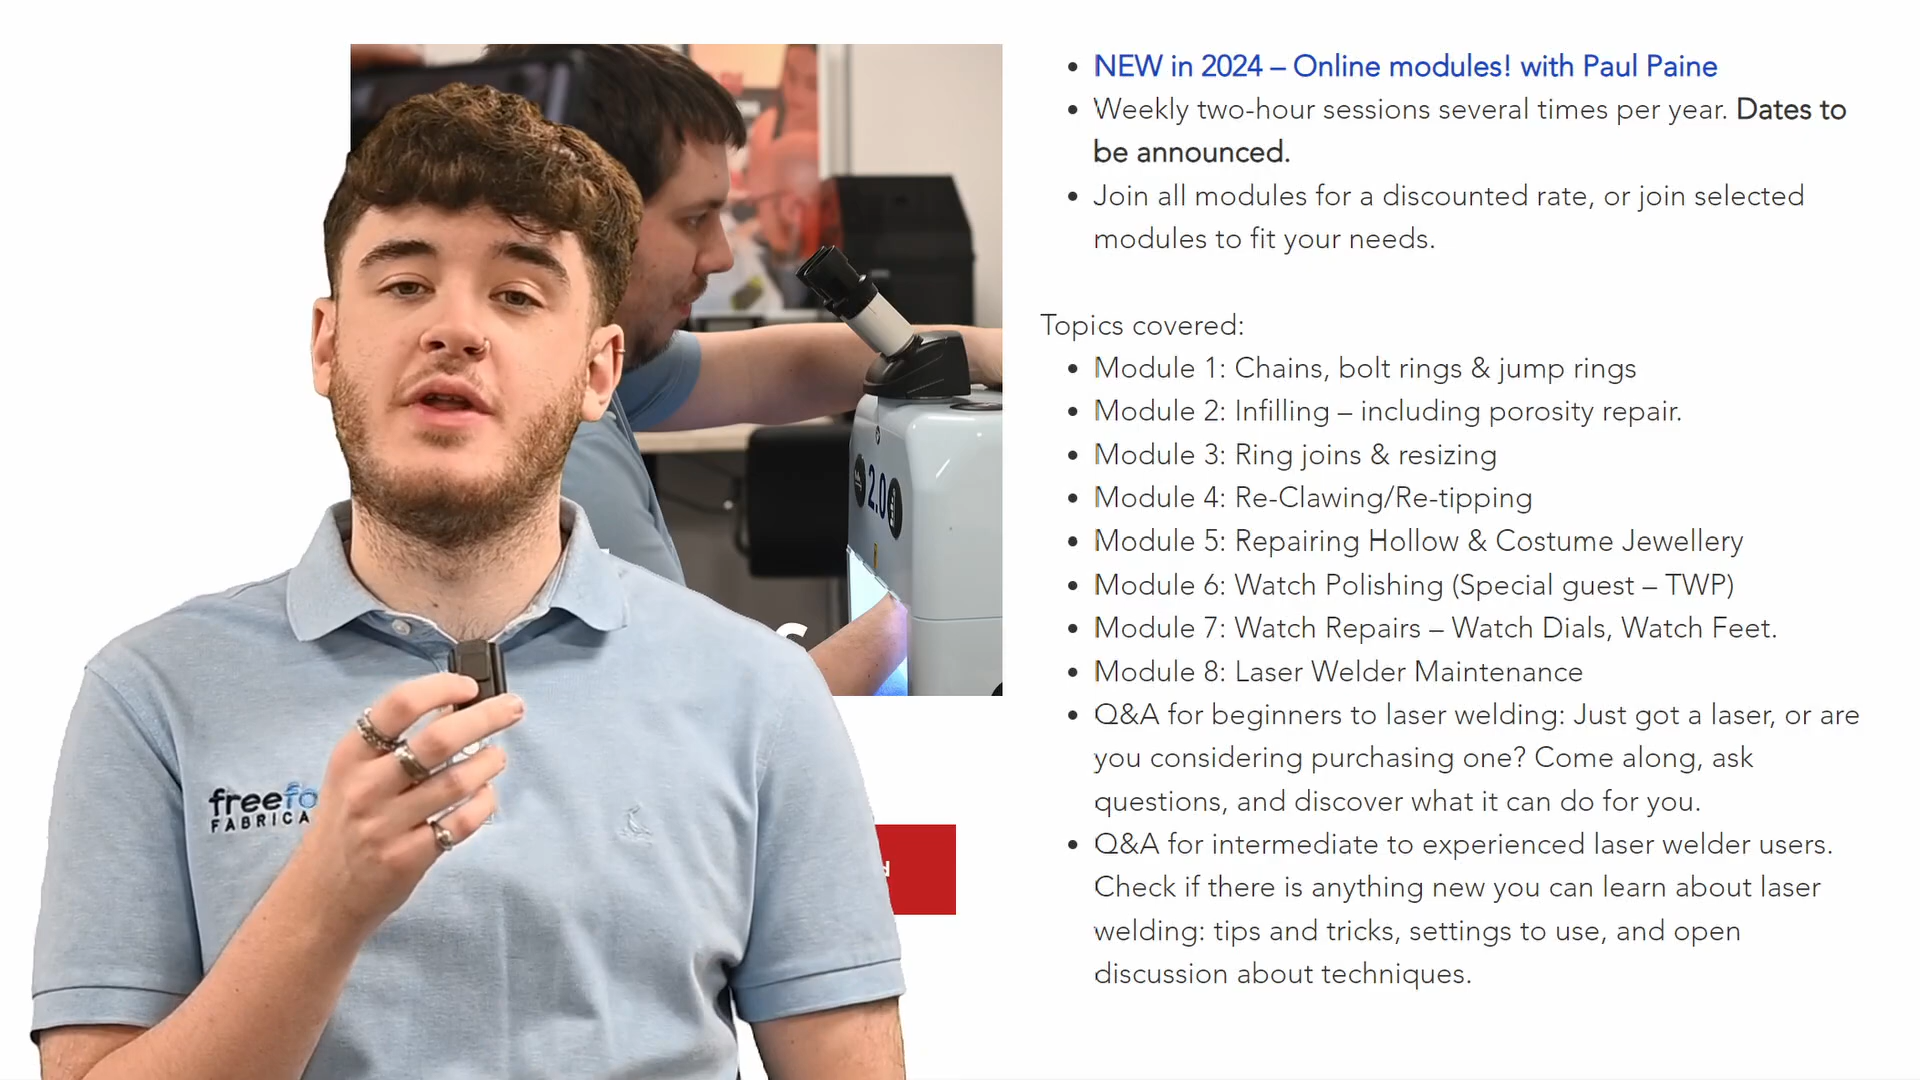 NEW in 2024 – Online modules! with Paul Paine
Weekly two-hour sessions several times per year. Dates to
be announced.
Join all modules for a discounted rate, or join selected
modules to fit your needs.
Topics covered:
Module 1: Chains, bolt rings & jump rings
Module 2: Infilling – including porosity repair.
Module 3: Ring joins & resizing
Module 4: Re-Clawing/Re-tipping
Module 5: Repairing Hollow & Costume Jewellery
Module 6: Watch Polishing (Special guest – TWP)
Module 7: Watch Repairs – Watch Dials, Watch Feet.
Module 8: Laser Welder Maintenance
Q&A for beginners to laser welding: Just got a laser, or are
you considering purchasing one? Come along, ask
questions, and discover what it can do for you.
Q&A for intermediate to experienced laser welder users.
Check if there is anything new you can learn about laser
welding: tips and tricks, settings to use, and open
discussion about techniques.
2.0
freefo
FABRICA